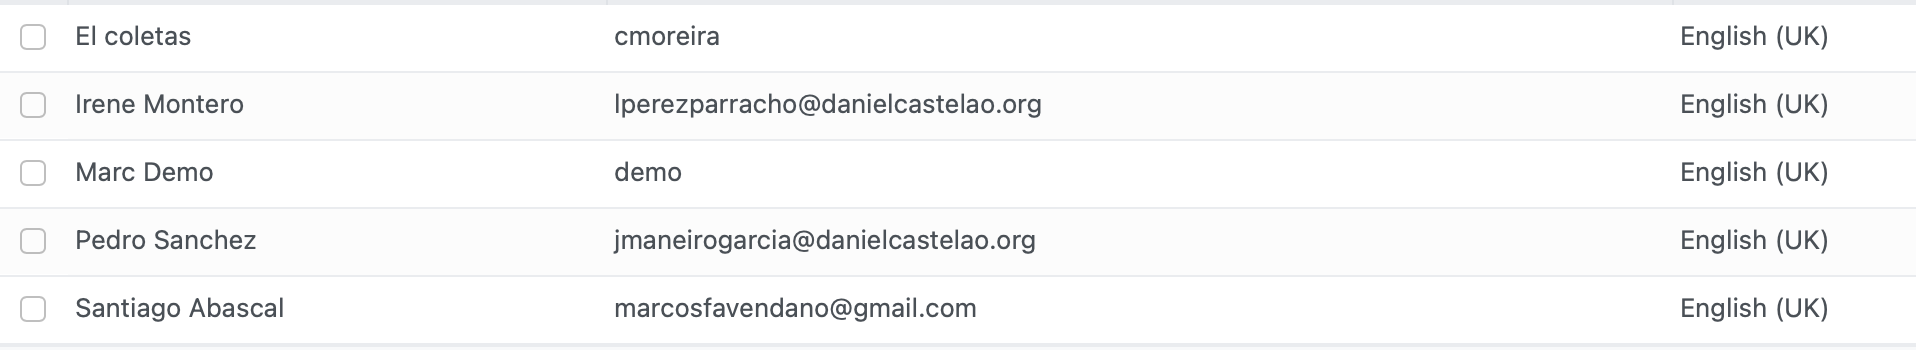 El coletas cmoreira English (UK)
Irene Montero lperezparracho@danielcastelao.org English (UK)
Marc Demo demo English (UK)
Pedro Sanchez jmaneirogarcia@danielcastelao.org English (UK)
Santiago Abascal marcosfavendano@gmail.com English (UK)